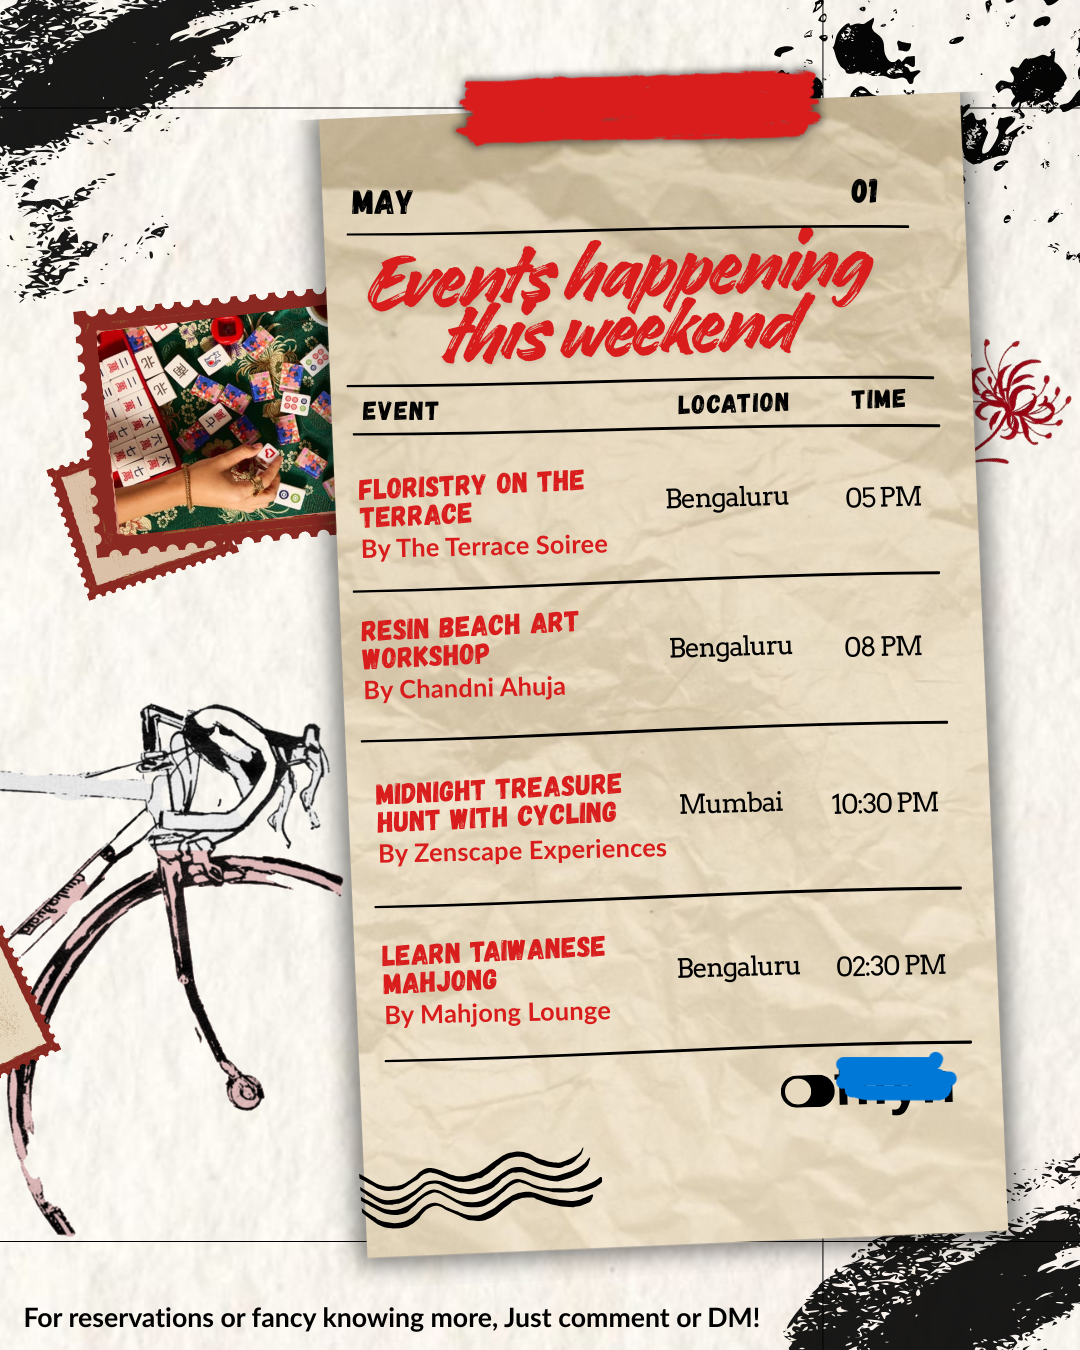 MAY 01
Events happening
this weekend
EVENT LOCATION TIME
FLORISTRY ON THE
TERRACE
By The Terrace Soiree
Bengaluru 05 PM
RESIN BEACH ART
WORKSHOP
By Chandni Ahuja
Bengaluru 08 PM
MIDNIGHT TREASURE
HUNT WITH CYCLING
By Zenscape Experiences
Mumbai 10:30 PM
LEARN TAIWANESE
MAHJONG
By Mahjong Lounge
Bengaluru 02:30 PM
For reservations or fancy knowing more, Just comment or DM!